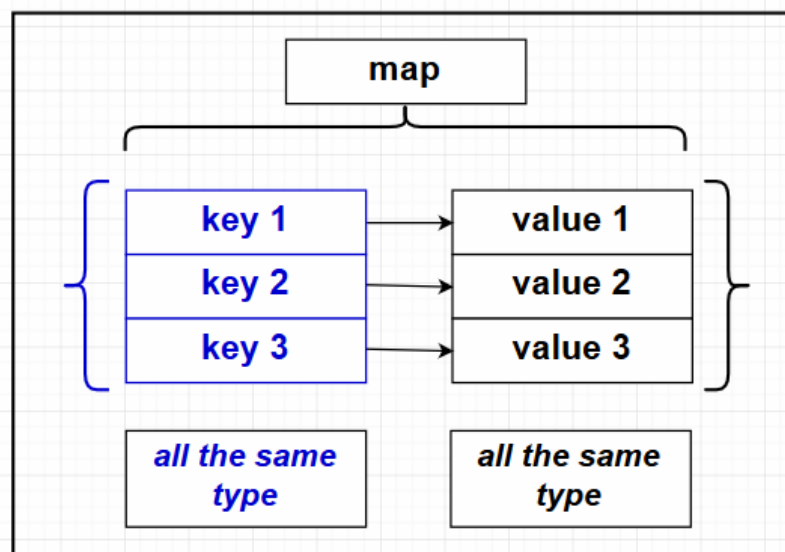 map
key 1
value 1
key 2
value 2
key 3
value 3
all the same
type
all the same
type